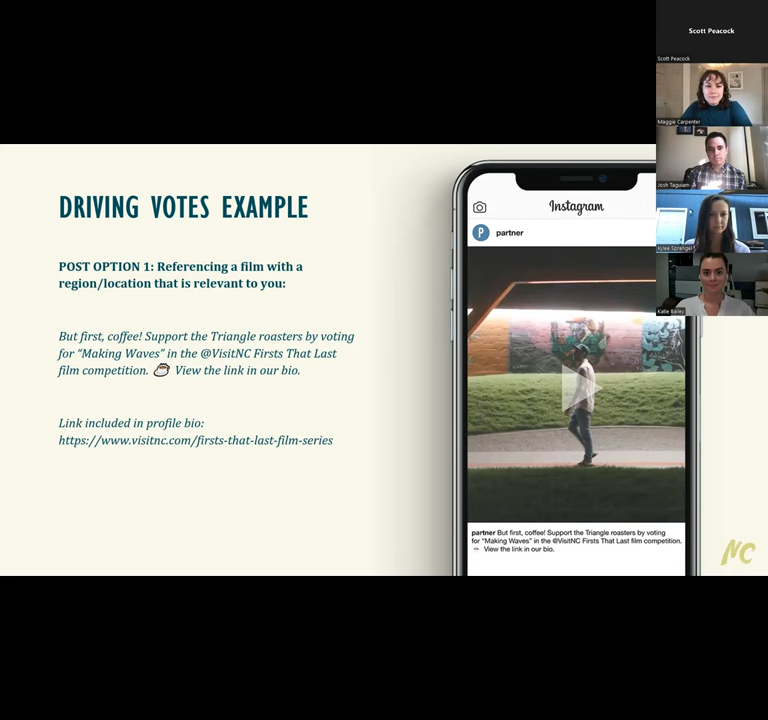 Scott Peacock
Scott Peacock
Maggie Carpenter
Josh Taguiam
Kylee Sprengel
Katie Bailey
DRIVING VOTES EXAMPLE
POST OPTION 1: Referencing a film with a
region/location that is relevant to you:
But first, coffee! Support the Triangle roasters by voting
for “Making Waves” in the @VisitNC Firsts That Last
film competition. ☕ View the link in our bio.
Link included in profile bio:
https://www.visitnc.com/firsts-that-last-film-series
Instagram
P partner
partner But first, coffee! Support the Triangle roasters by voting
for “Making Waves” in the @VisitNC Firsts That Last film competition.
☕ View the link in our bio.
NC